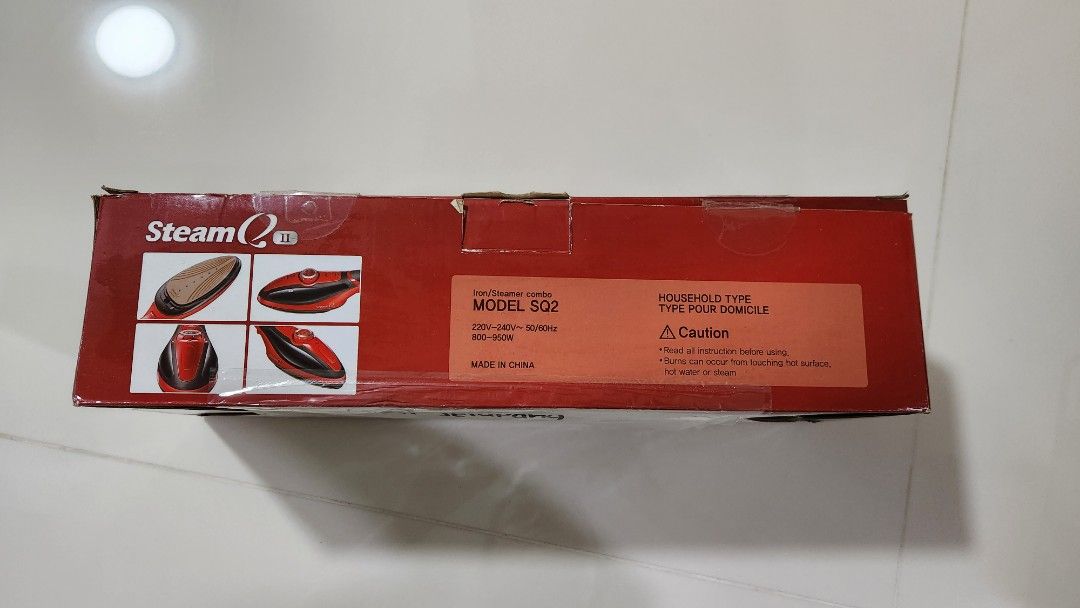 SteamQ II
Iron/Steamer combo
MODEL SQ2
220V-240V~ 50/60Hz
800-950W
MADE IN CHINA
HOUSEHOLD TYPE
TYPE POUR DOMICILE
Caution
•Read all instruction before using.
•Burns can occur from touching hot surface,
hot water or steam